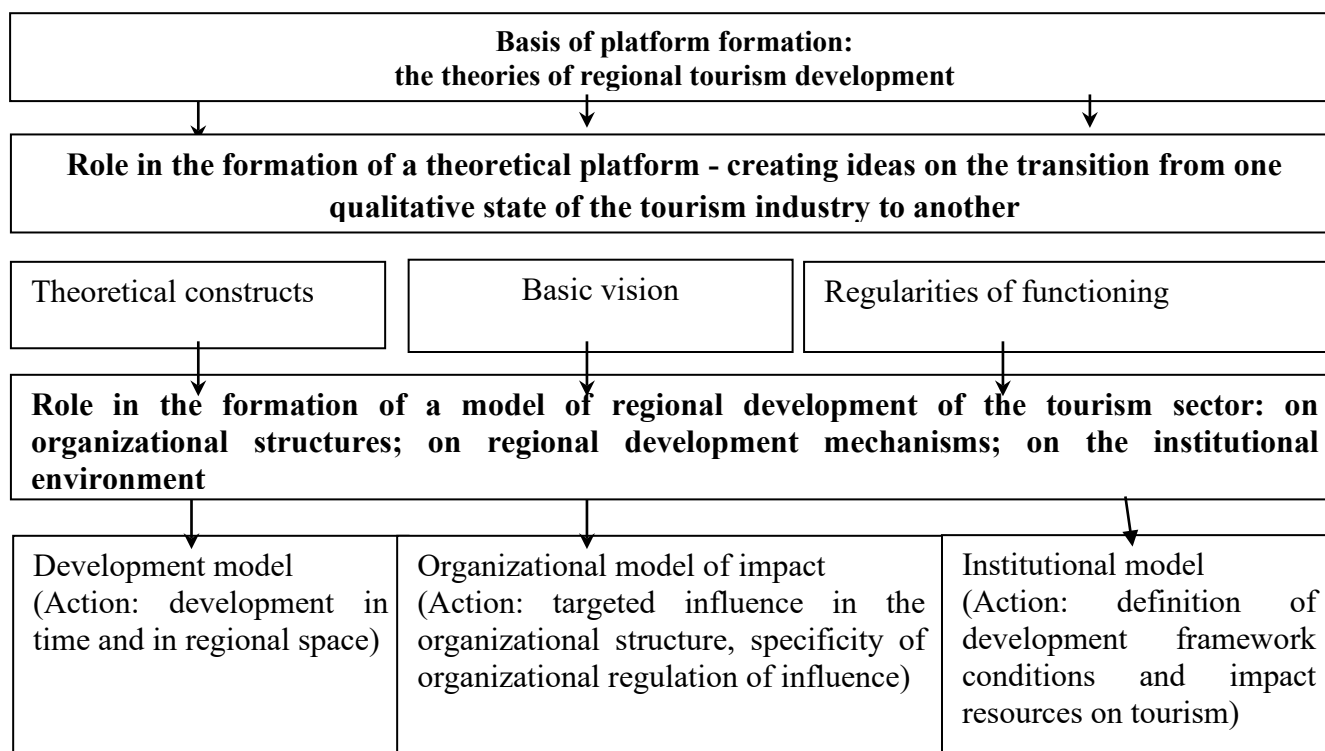 Basis of platform formation:
the theories of regional tourism development
Role in the formation of a theoretical platform - creating ideas on the transition from one
qualitative state of the tourism industry to another
Theoretical constructs
Basic vision
Regularities of functioning
Role in the formation of a model of regional development of the tourism sector: on
organizational structures; on regional development mechanisms; on the institutional
environment
Development model
(Action: development in
time and in regional space)
Organizational model of impact
(Action: targeted influence in the
organizational structure, specificity of
organizational regulation of influence)
Institutional model
(Action: definition of
development framework
conditions and impact
resources on tourism)